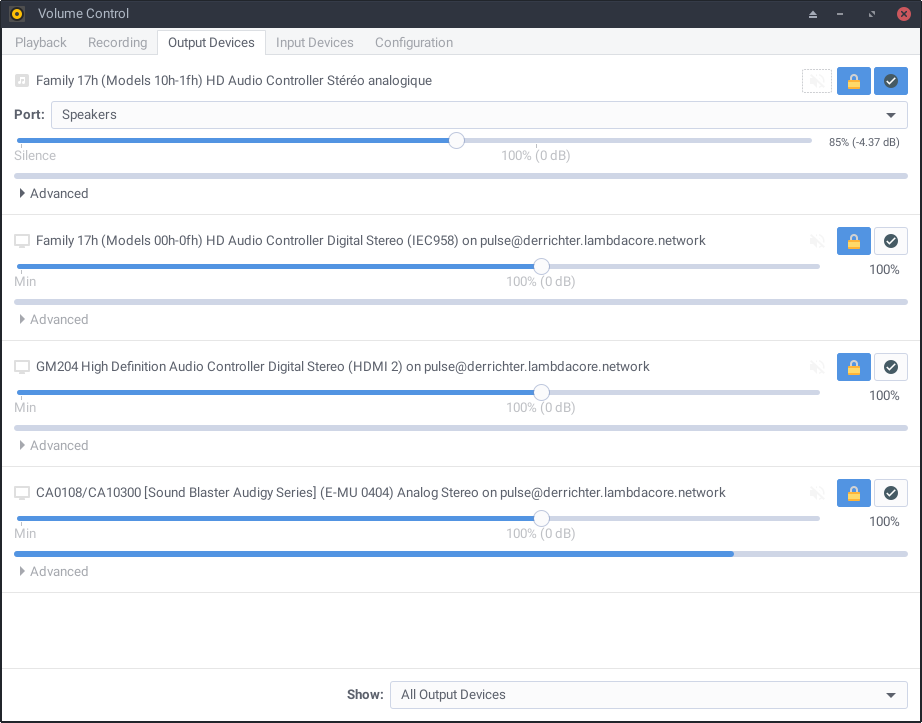 Volume Control
Playback Recording Output Devices Input Devices Configuration
Family 17h (Models 10h-1fh) HD Audio Controller Stéréo analogique
Port: Speakers
85% (-4.37 dB)
Silence 100% (0 dB)
Advanced
Family 17h (Models 00h-0fh) HD Audio Controller Digital Stereo (IEC958) on pulse@derrichter.lambdacore.network
100%
Min 100% (0 dB)
Advanced
GM204 High Definition Audio Controller Digital Stereo (HDMI 2) on pulse@derrichter.lambdacore.network
100%
Min 100% (0 dB)
Advanced
CA0108/CA10300 [Sound Blaster Audigy Series] (E-MU 0404) Analog Stereo on pulse@derrichter.lambdacore.network
100%
Min 100% (0 dB)
Advanced
Show: All Output Devices